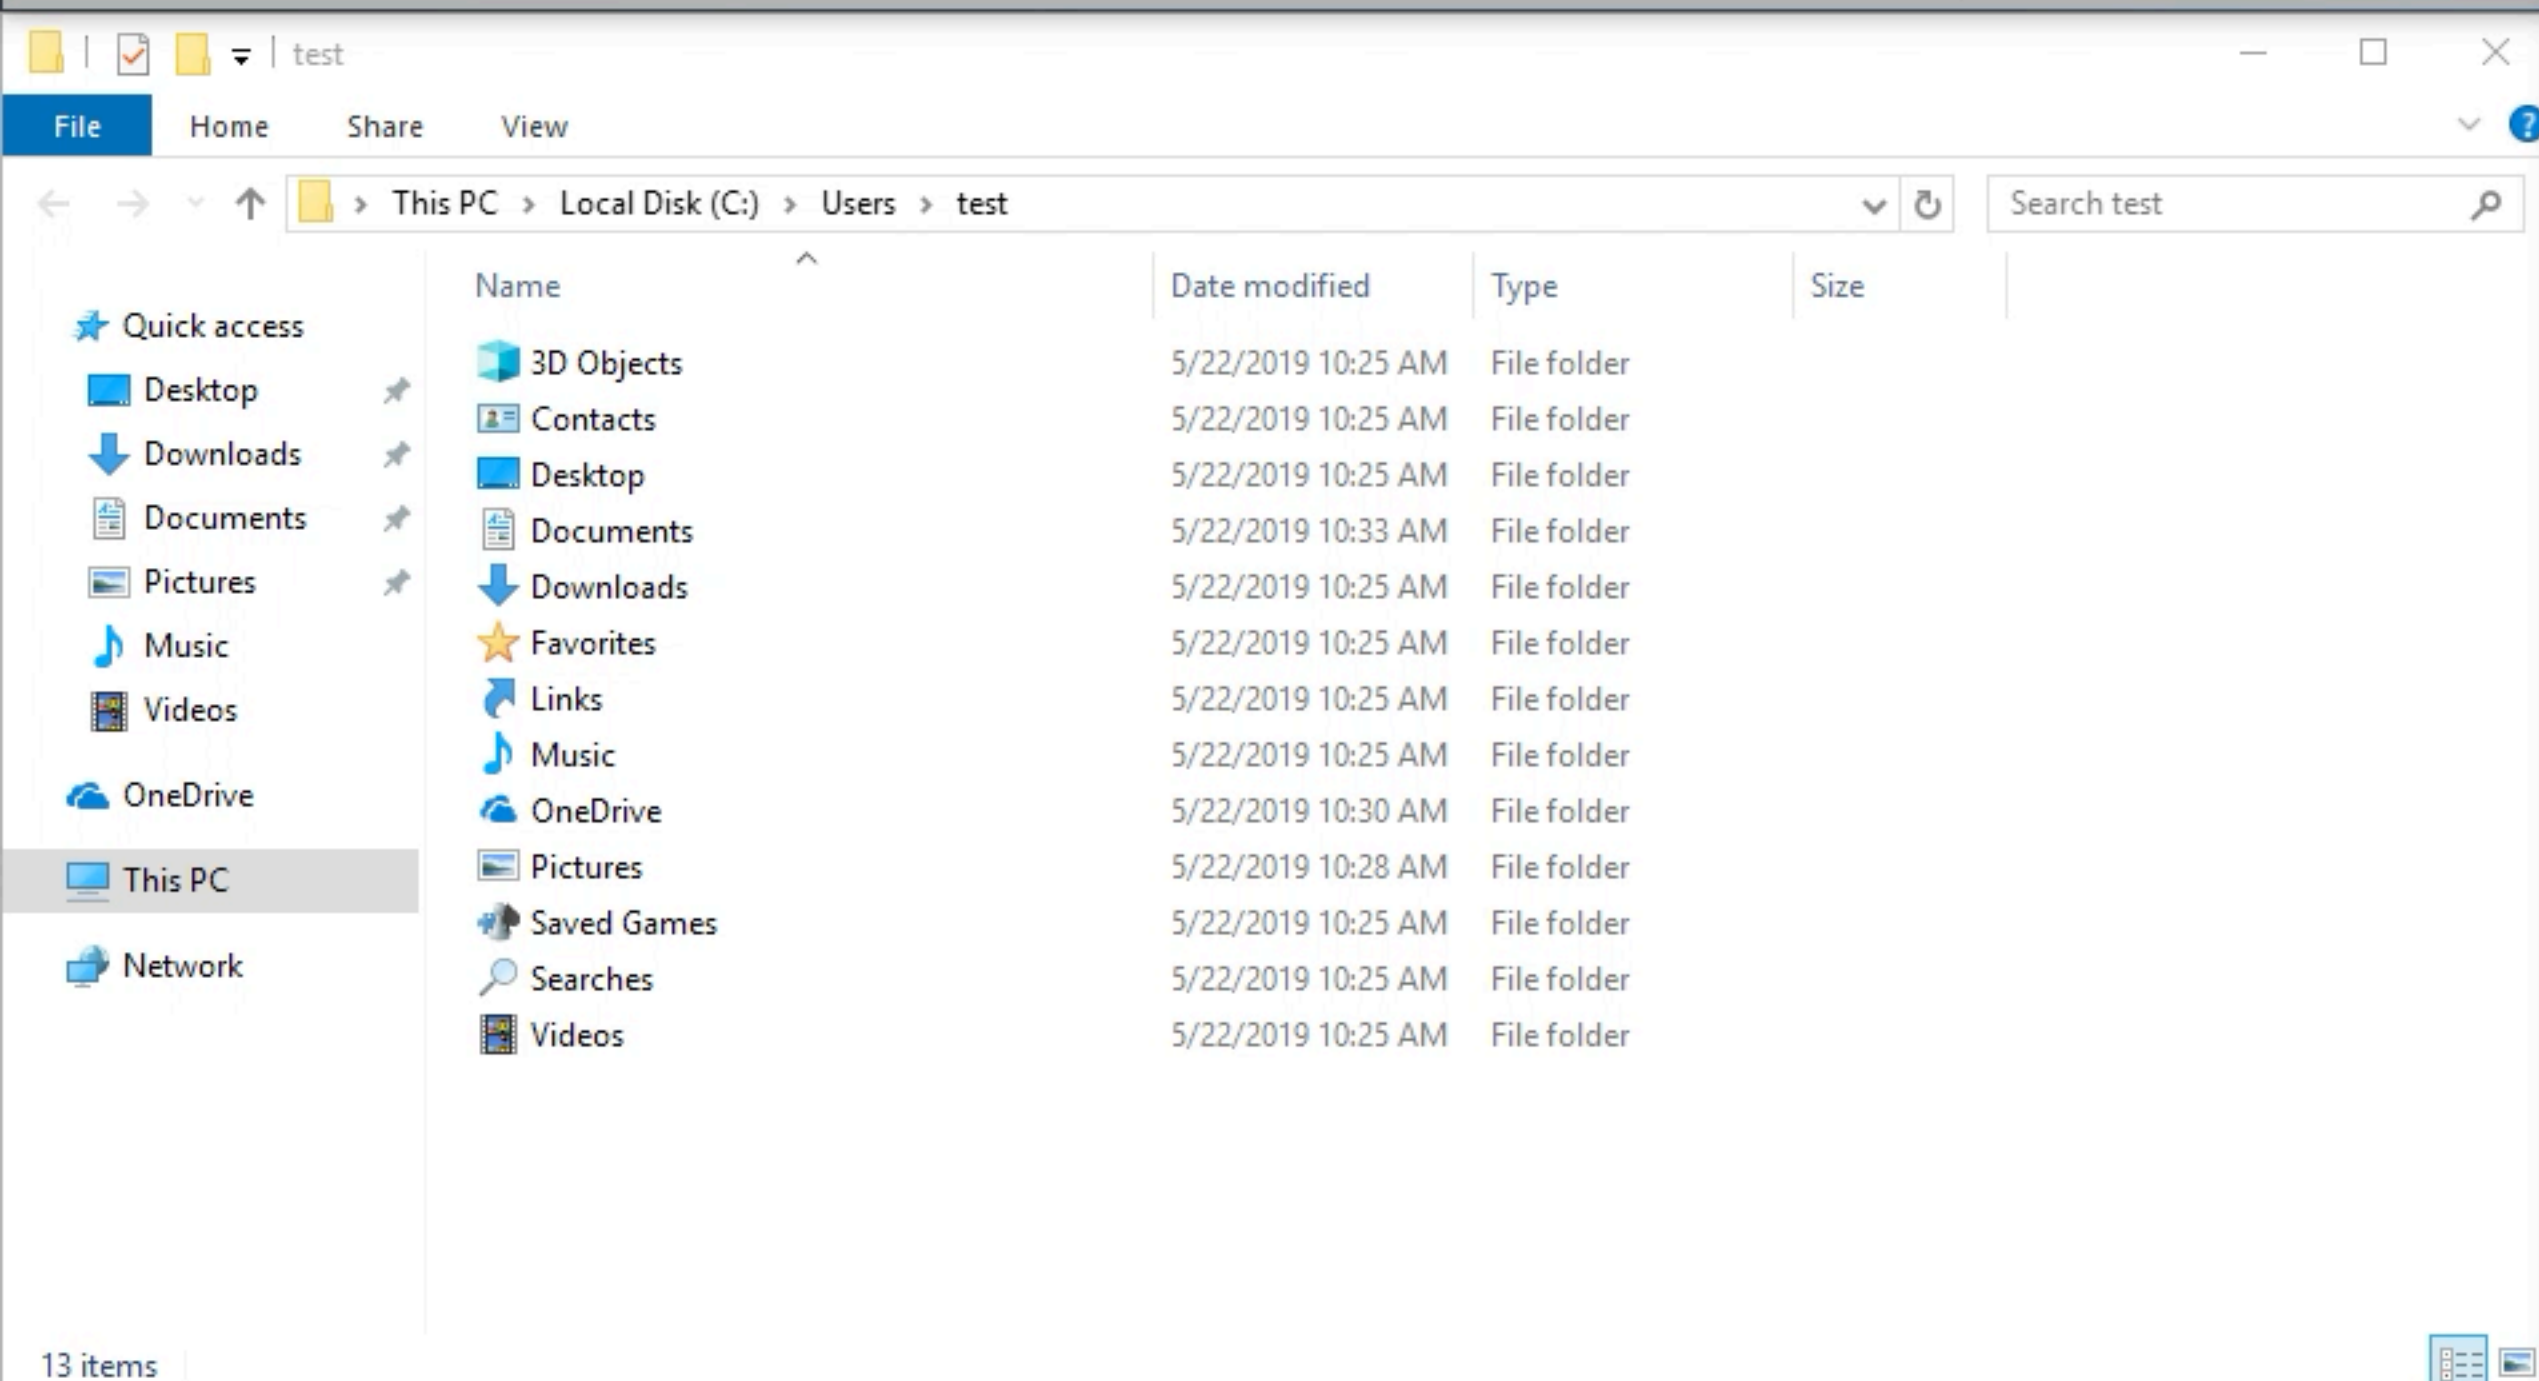 test
File Home Share View
This PC Local Disk (C:) Users test
Search test
Name Date modified Type Size
Quick access
Desktop
Downloads
Documents
Pictures
Music
Videos
OneDrive
This PC
Network
3D Objects 5/22/2019 10:25 AM File folder
Contacts 5/22/2019 10:25 AM File folder
Desktop 5/22/2019 10:25 AM File folder
Documents 5/22/2019 10:33 AM File folder
Downloads 5/22/2019 10:25 AM File folder
Favorites 5/22/2019 10:25 AM File folder
Links 5/22/2019 10:25 AM File folder
Music 5/22/2019 10:25 AM File folder
OneDrive 5/22/2019 10:30 AM File folder
Pictures 5/22/2019 10:28 AM File folder
Saved Games 5/22/2019 10:25 AM File folder
Searches 5/22/2019 10:25 AM File folder
Videos 5/22/2019 10:25 AM File folder
13 items